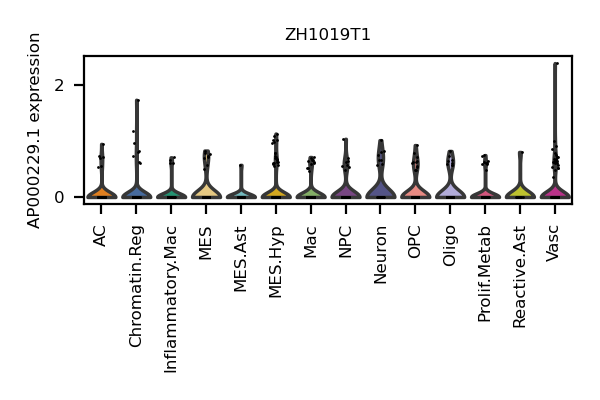 ZH1019T1
AP000229.1 expression
2
0
AC
Chromatin.Reg
Inflammatory.Mac
MES
MES.Ast
MES.Hyp
Mac
NPC
Neuron
OPC
Oligo
Prolif.Metab
Reactive.Ast
Vasc